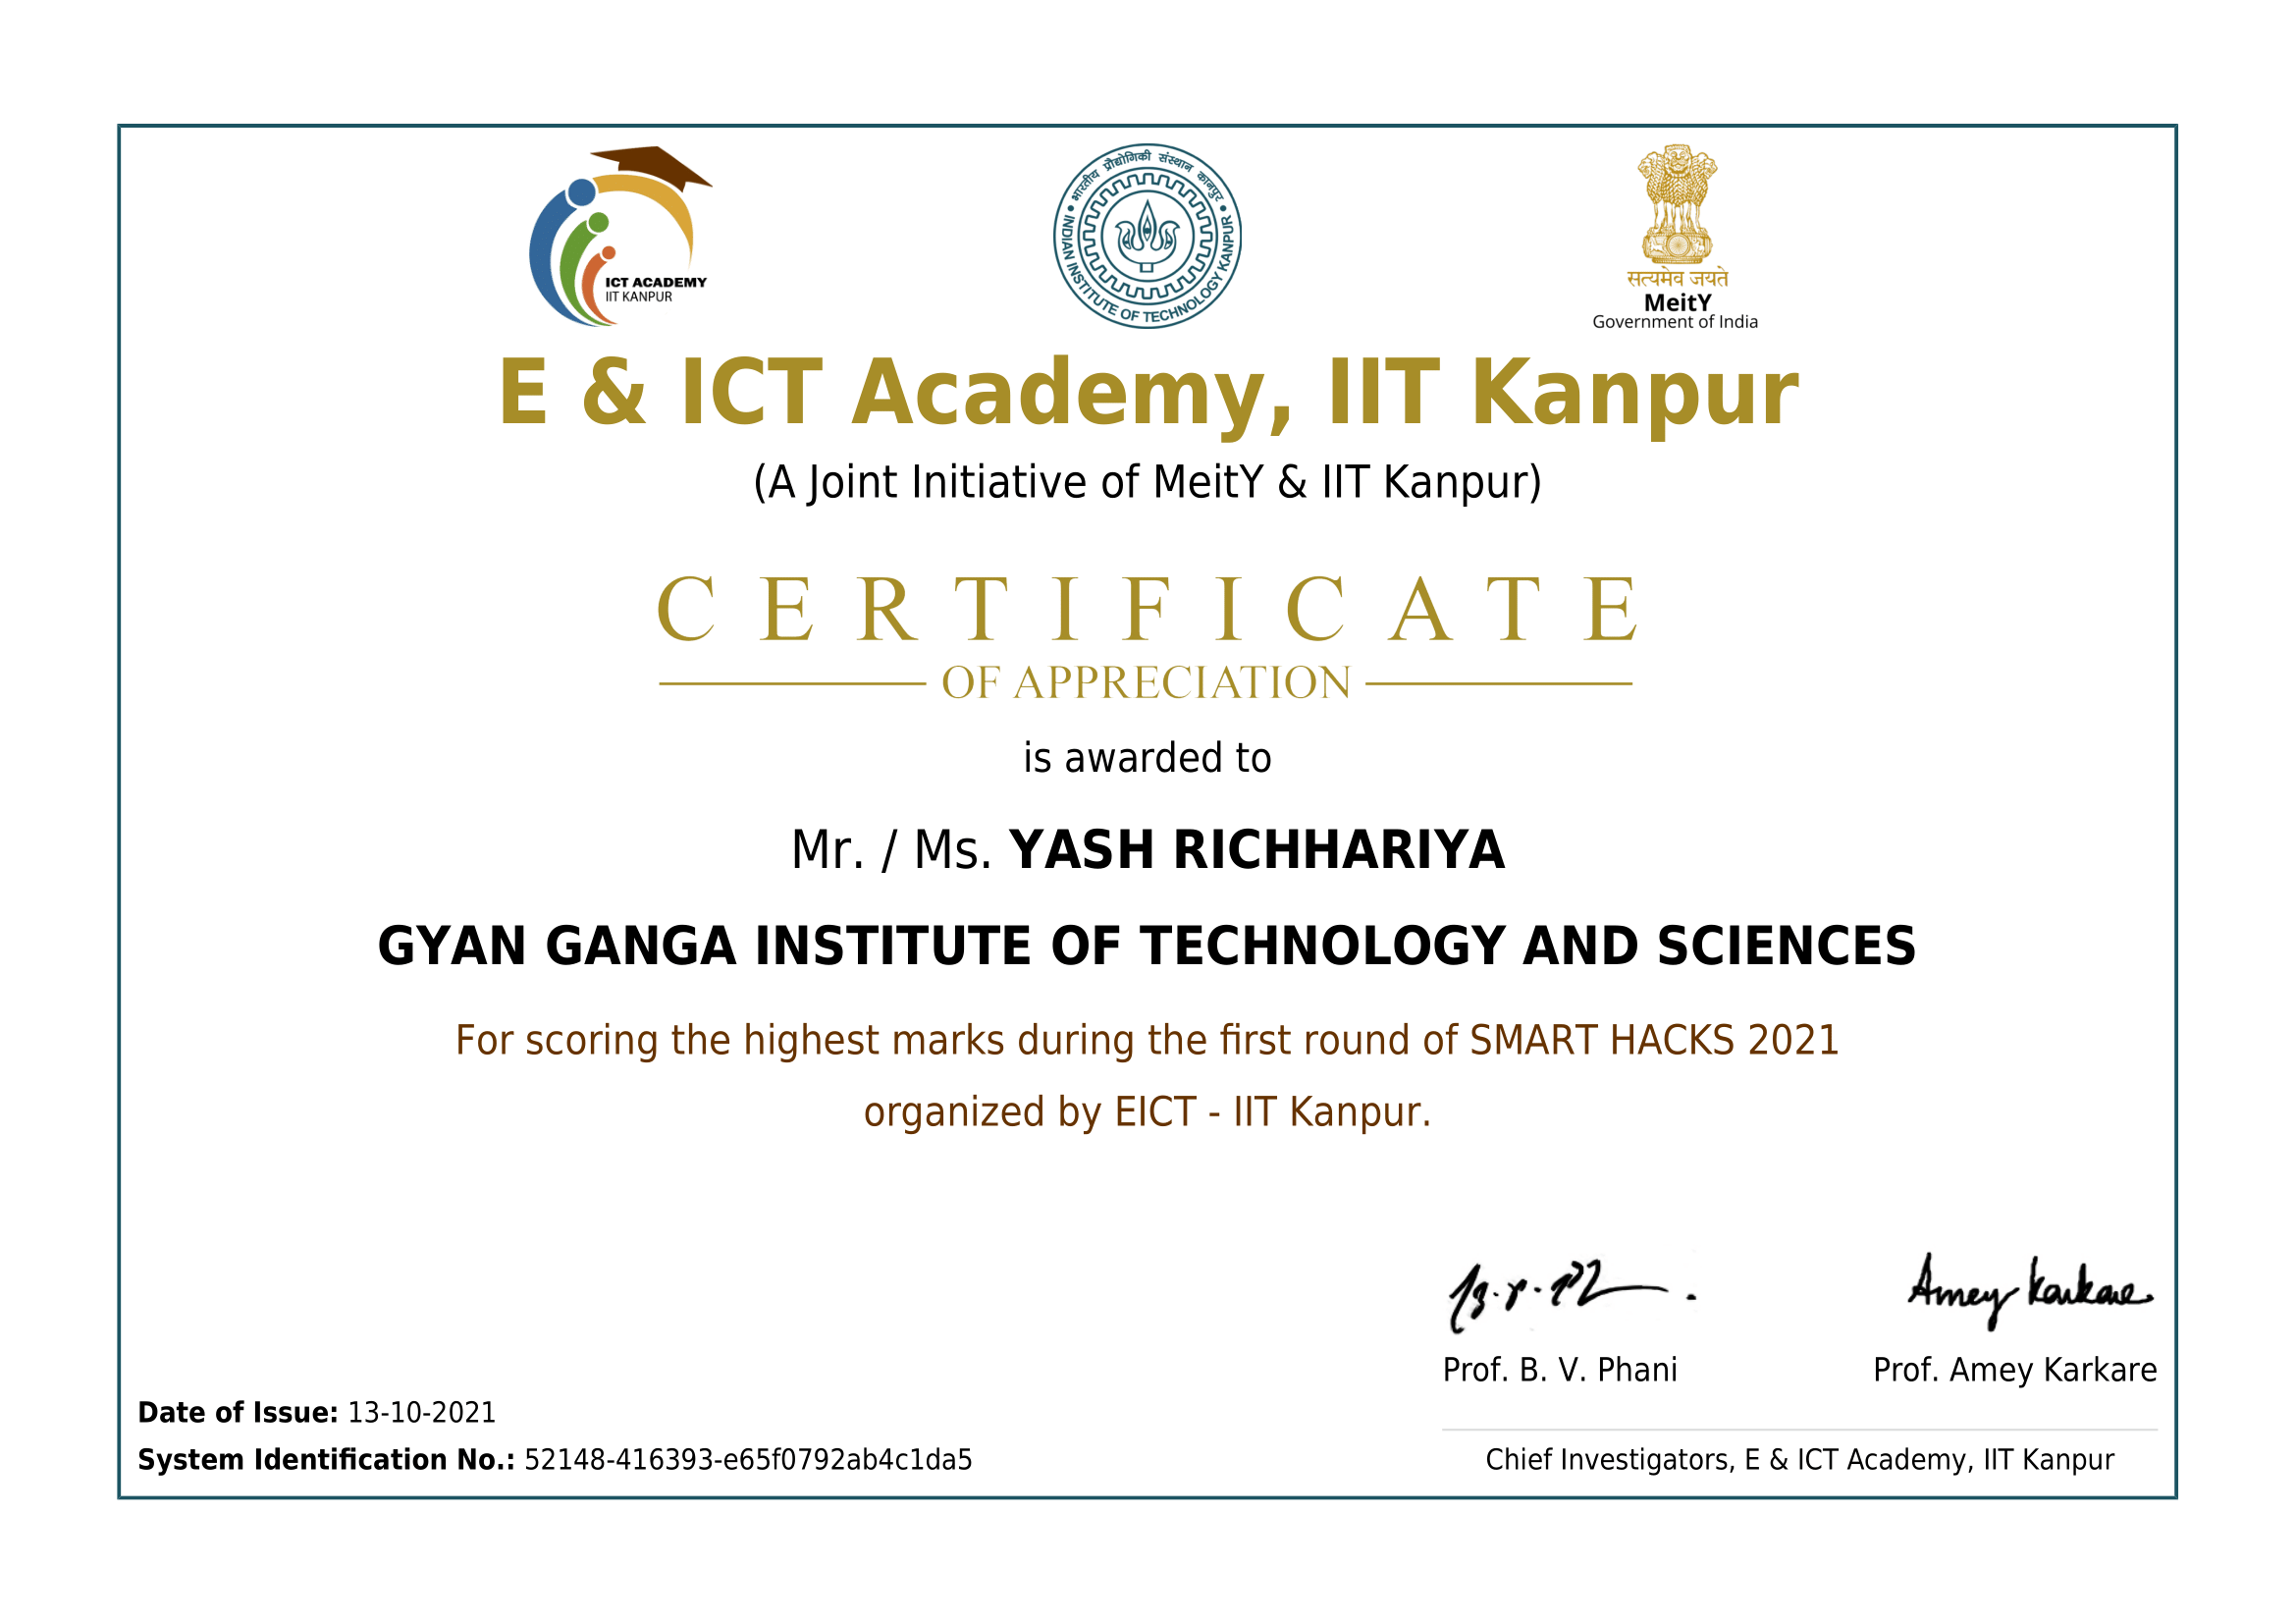 ICT ACADEMY
IIT KANPUR
भारतीय प्रौद्योगिकी संस्थान कानपुर
INDIAN INSTITUTE OF TECHNOLOGY KANPUR
सत्यमेव जयते
MeitY
Government of India
E & ICT Academy, IIT Kanpur
(A Joint Initiative of MeitY & IIT Kanpur)
CERTIFICATE
OF APPRECIATION
is awarded to
Mr. / Ms. YASH RICHHARIYA
GYAN GANGA INSTITUTE OF TECHNOLOGY AND SCIENCES
For scoring the highest marks during the first round of SMART HACKS 2021
organized by EICT - IIT Kanpur.
Amey Karkare
Prof. B. V. Phani
Prof. Amey Karkare
Date of Issue: 13-10-2021
System Identification No.: 52148-416393-e65f0792ab4c1da5
Chief Investigators, E & ICT Academy, IIT Kanpur